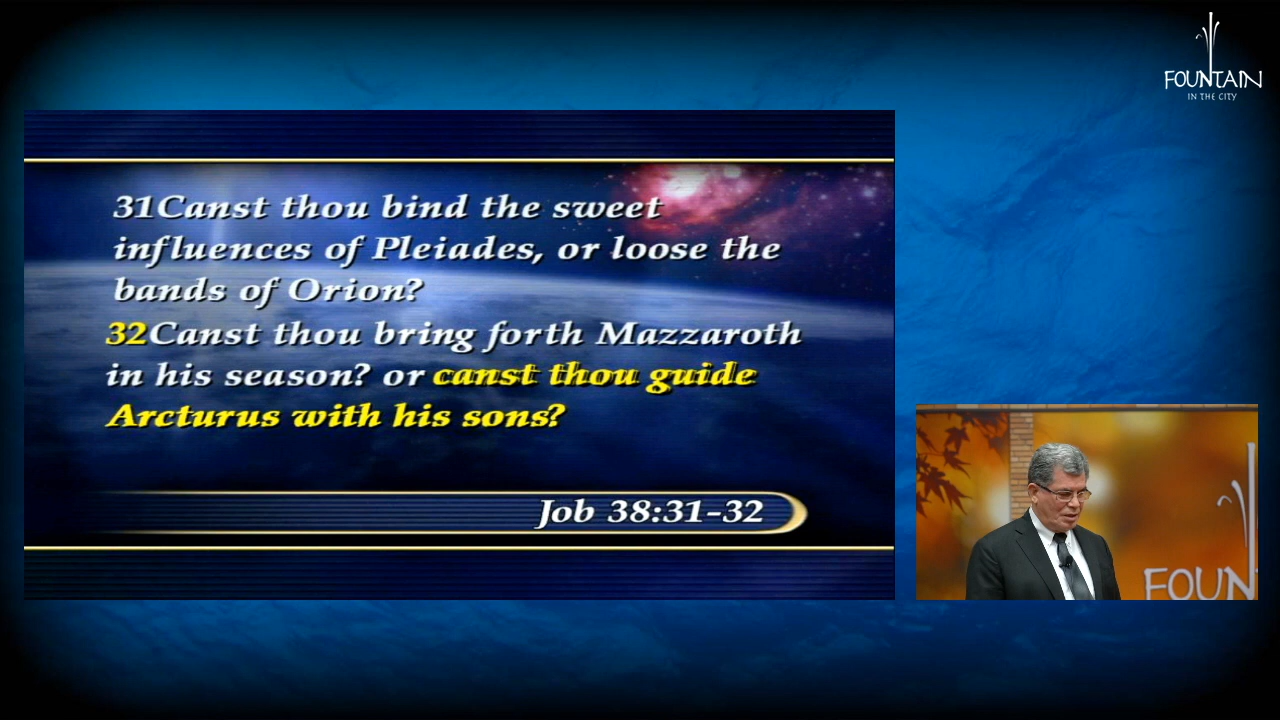 FOUNTAIN
IN THE CITY
31Canst thou bind the sweet
influences of Pleiades, or loose the
bands of Orion?
32Canst thou bring forth Mazzaroth
in his season? or canst thou guide
Arcturus with his sons?
Job 38:31-32
FOUN